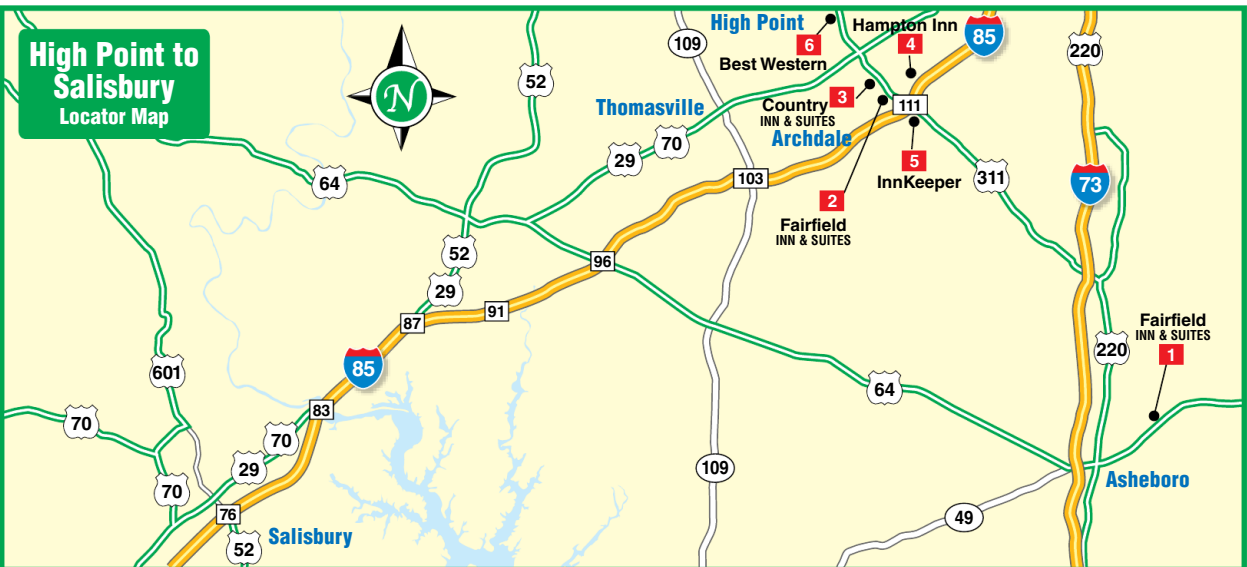 High Point to
Salisbury
Locator Map
N
52
109
High Point
6
Best Western
Hampton Inn
4
85
220
Thomasville
Country
INN & SUITES
3
111
Archdale
70
29
64
103
5
InnKeeper
311
73
2
Fairfield
INN & SUITES
52
96
29
91
87
Fairfield
INN & SUITES
1
220
85
601
64
83
70
70
29
109
70
Asheboro
76
49
Salisbury
52